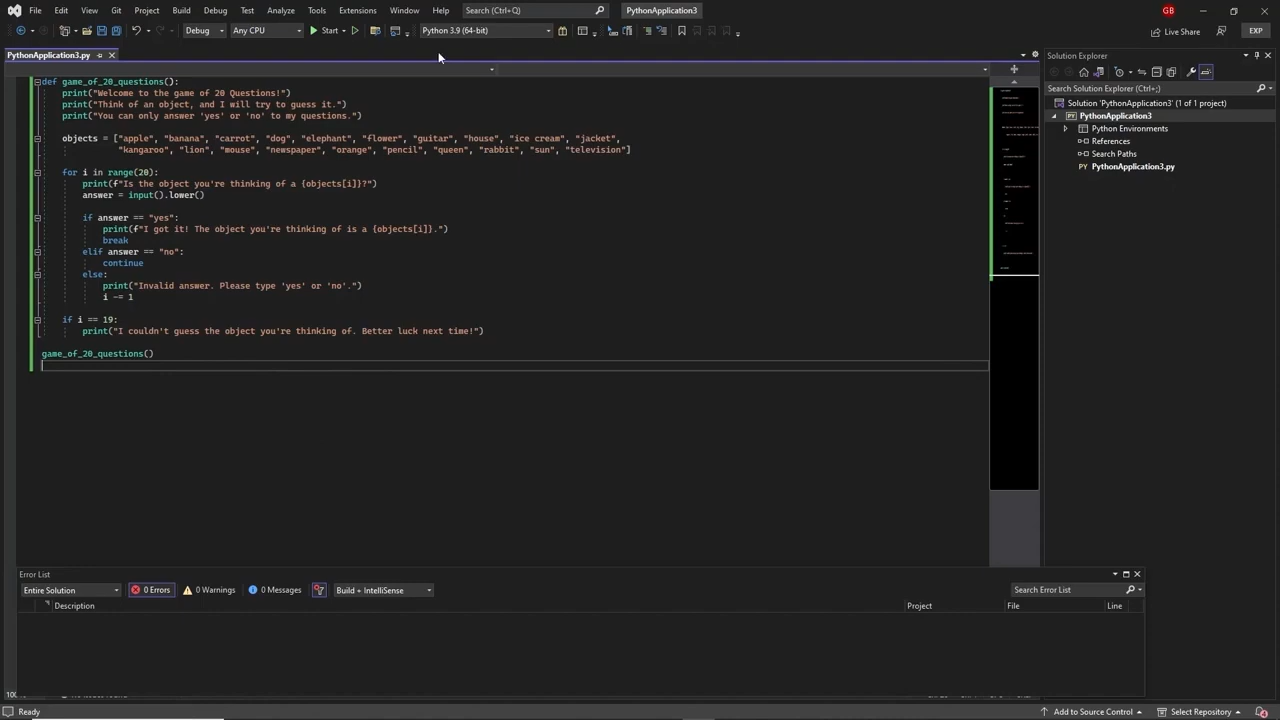 File Edit View Git Project Build Debug Test Analyze Tools Extensions Window Help Search (Ctrl+Q) PythonApplication3 GB
Debug Any CPU Start Python 3.9 (64-bit) Live Share EXP
PythonApplication3.py
Solution Explorer
Search Solution Explorer (Ctrl+;)
Solution 'PythonApplication3' (1 of 1 project)
PythonApplication3
Python Environments
References
Search Paths
PythonApplication3.py
def game_of_20_questions():
print("Welcome to the game of 20 Questions!")
print("Think of an object, and I will try to guess it.")
print("You can only answer 'yes' or 'no' to my questions.")
objects = ["apple", "banana", "carrot", "dog", "elephant", "flower", "guitar", "house", "ice cream", "jacket",
"kangaroo", "lion", "mouse", "newspaper", "orange", "pencil", "queen", "rabbit", "sun", "television"]
for i in range(20):
print(f"Is the object you're thinking of a {objects[i]}?")
answer = input().lower()
if answer == "yes":
print(f"I got it! The object you're thinking of is a {objects[i]}.")
break
elif answer == "no":
continue
else:
print("Invalid answer. Please type 'yes' or 'no'.")
i -= 1
if i == 19:
print("I couldn't guess the object you're thinking of. Better luck next time!")
game_of_20_questions()
Error List
Entire Solution 0 Errors 0 Warnings 0 Messages Build + IntelliSense Search Error List
Description Project File Line
Ready Add to Source Control Select Repository